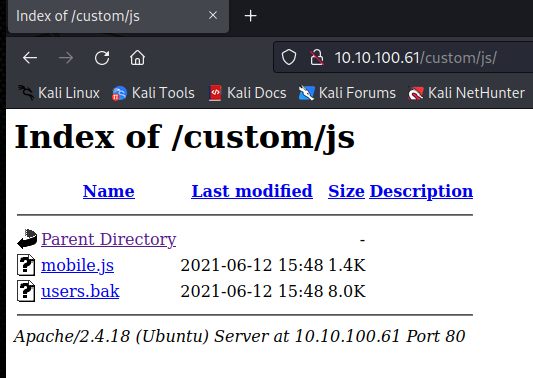 Index of /custom/js
10.10.100.61/custom/js/
Kali Linux Kali Tools Kali Docs Kali Forums Kali NetHunter
Index of /custom/js
Name Last modified Size Description
Parent Directory -
mobile.js 2021-06-12 15:48 1.4K
users.bak 2021-06-12 15:48 8.0K
Apache/2.4.18 (Ubuntu) Server at 10.10.100.61 Port 80